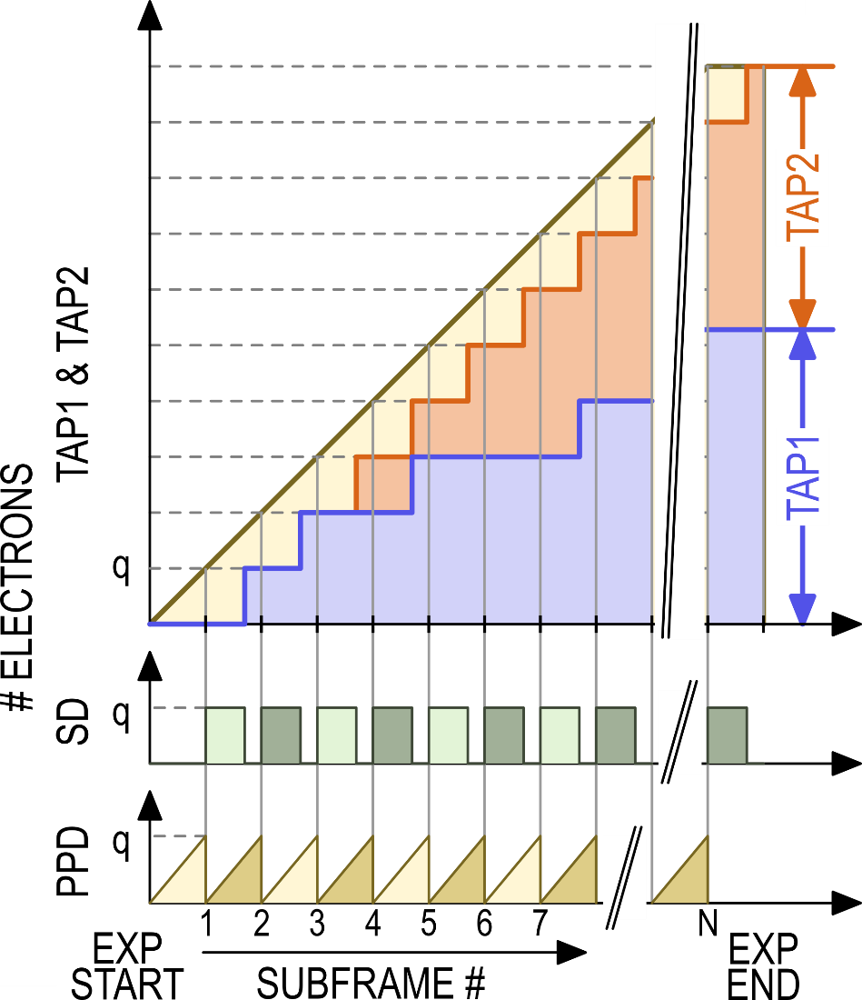 # ELECTRONS
TAP1 & TAP2
q
TAP2
TAP1
SD
q
PPD
q
1 2 3 4 5 6 7 N
EXP
START
SUBFRAME #
EXP
END